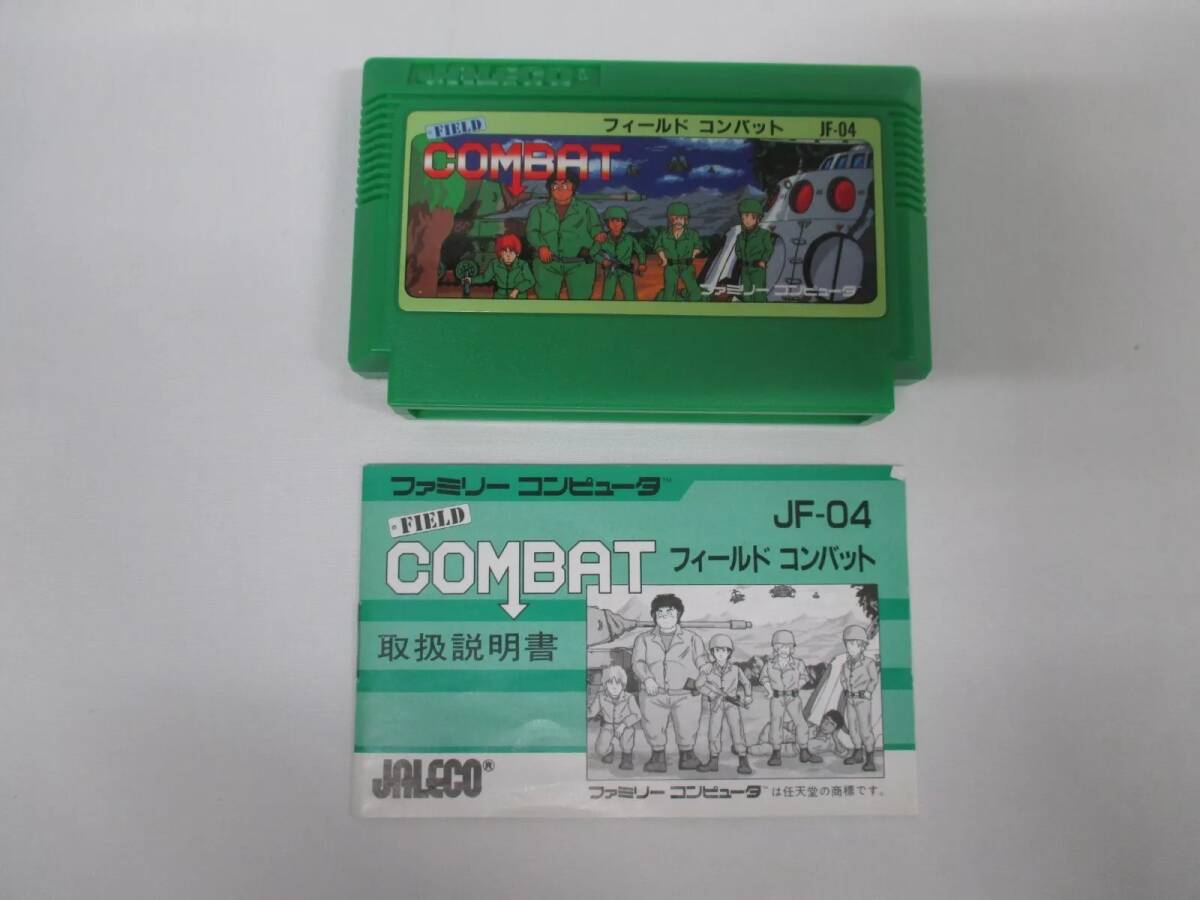 JALECO
フィールド コンバット JF-04
FIELD
COMBAT
ファミリー コンピュータ
ファミリー コンピュータ™
FIELD
JF-04
COMBAT
フィールド コンバット
取扱説明書
JALECO®
ファミリー コンピュータ™は任天堂の商標です。